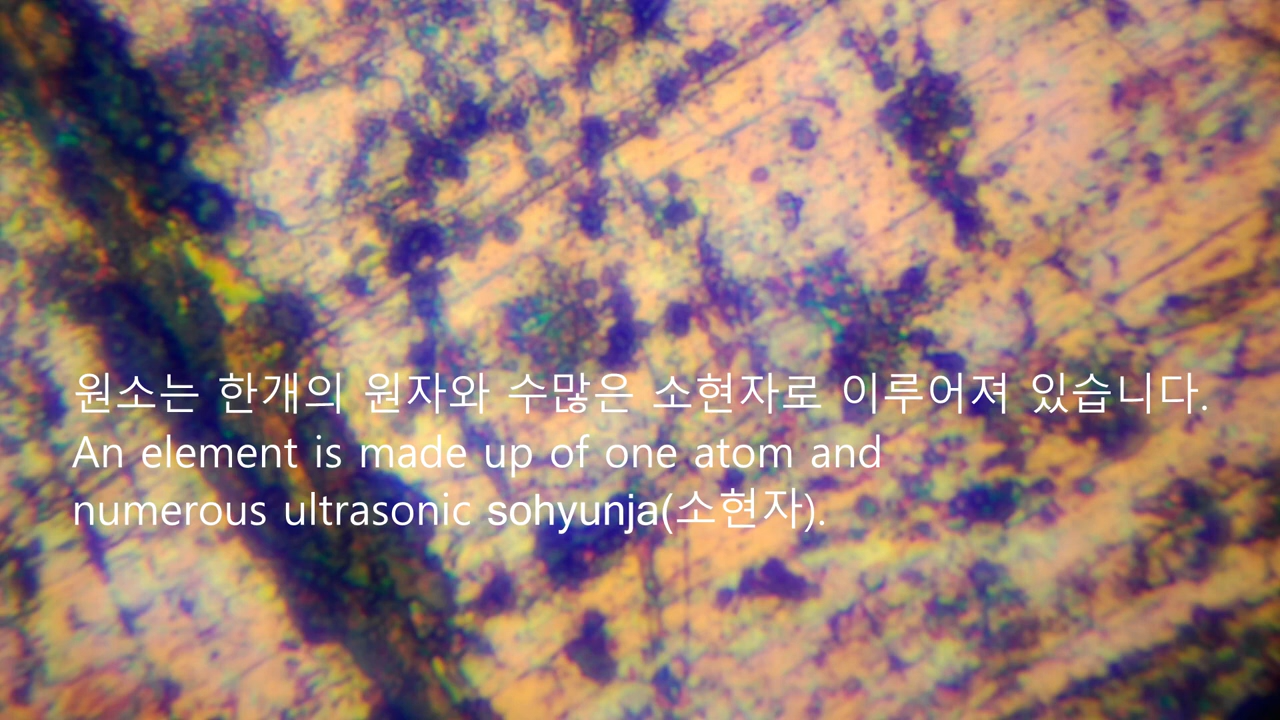 원소는 한개의 원자와 수많은 소현자로 이루어져 있습니다.
An element is made up of one atom and
numerous ultrasonic sohyunja(소현자).